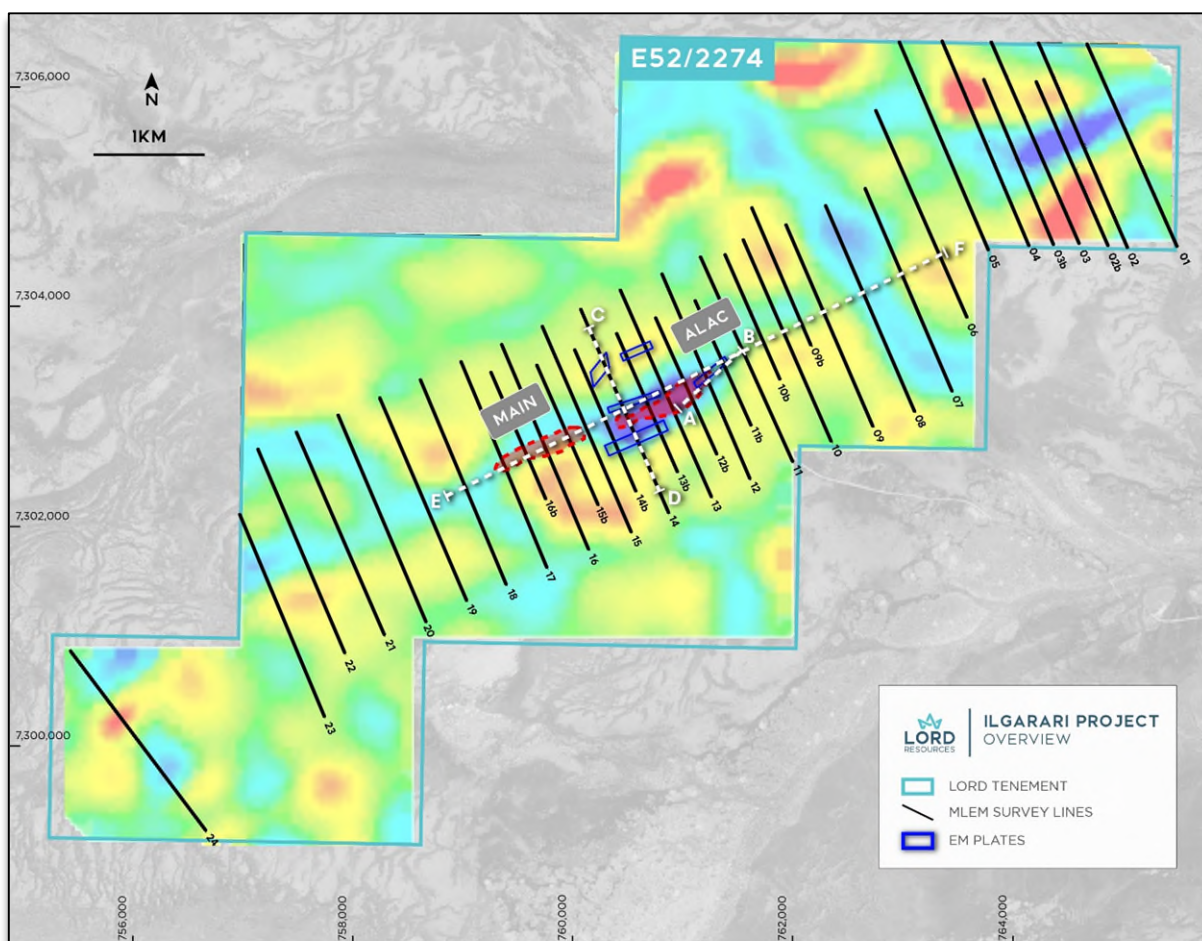 E52/2274
7,306,000
N
1KM
01
02
02b
03
03b
04
05
F
7,304,000
06
C
ALAC
B
09b
07
10b
08
MAIN
A
11b
09
10
12b
11
E
D
12
13b
13
14b
14
16b
15b
15
7,302,000
16
17
18
19
20
21
22
23
LORD
RESOURCES
ILGARARI PROJECT
OVERVIEW
7,300,000
LORD TENEMENT
MLEM SURVEY LINES
24
EM PLATES
756,000
758,000
760,000
762,000
764,000